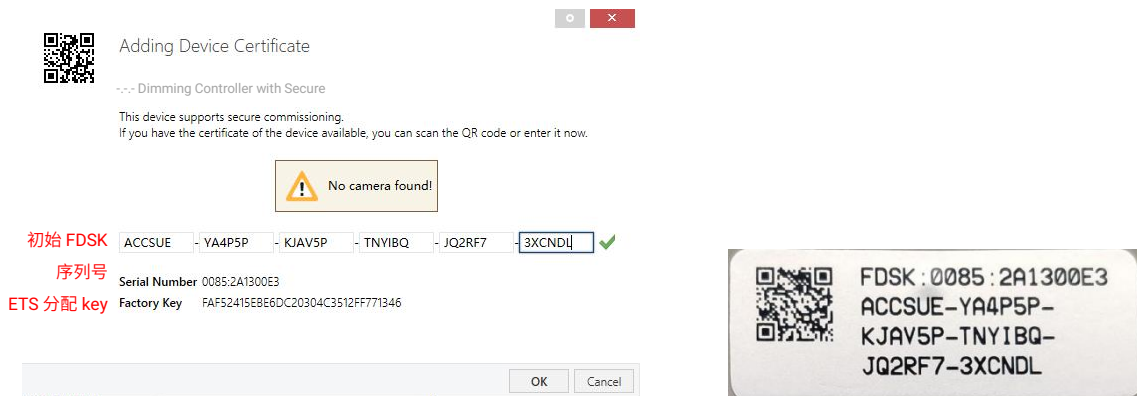 Adding Device Certificate
-.-.- Dimming Controller with Secure
This device supports secure commissioning.
If you have the certificate of the device available, you can scan the QR code or enter it now.
No camera found!
初始 FDSK ACCSUE - YA4P5P - KJAV5P - TNYIBQ - JQ2RF7 - 3XCNDL
序列号 Serial Number 0085:2A1300E3
ETS 分配 key Factory Key FAF52415EBE6DC20304C3512FF771346
OK Cancel
FDSK:0085:2A1300E3
ACCSUE-YA4P5P-
KJAV5P-TNYIBQ-
JQ2RF7-3XCNDL